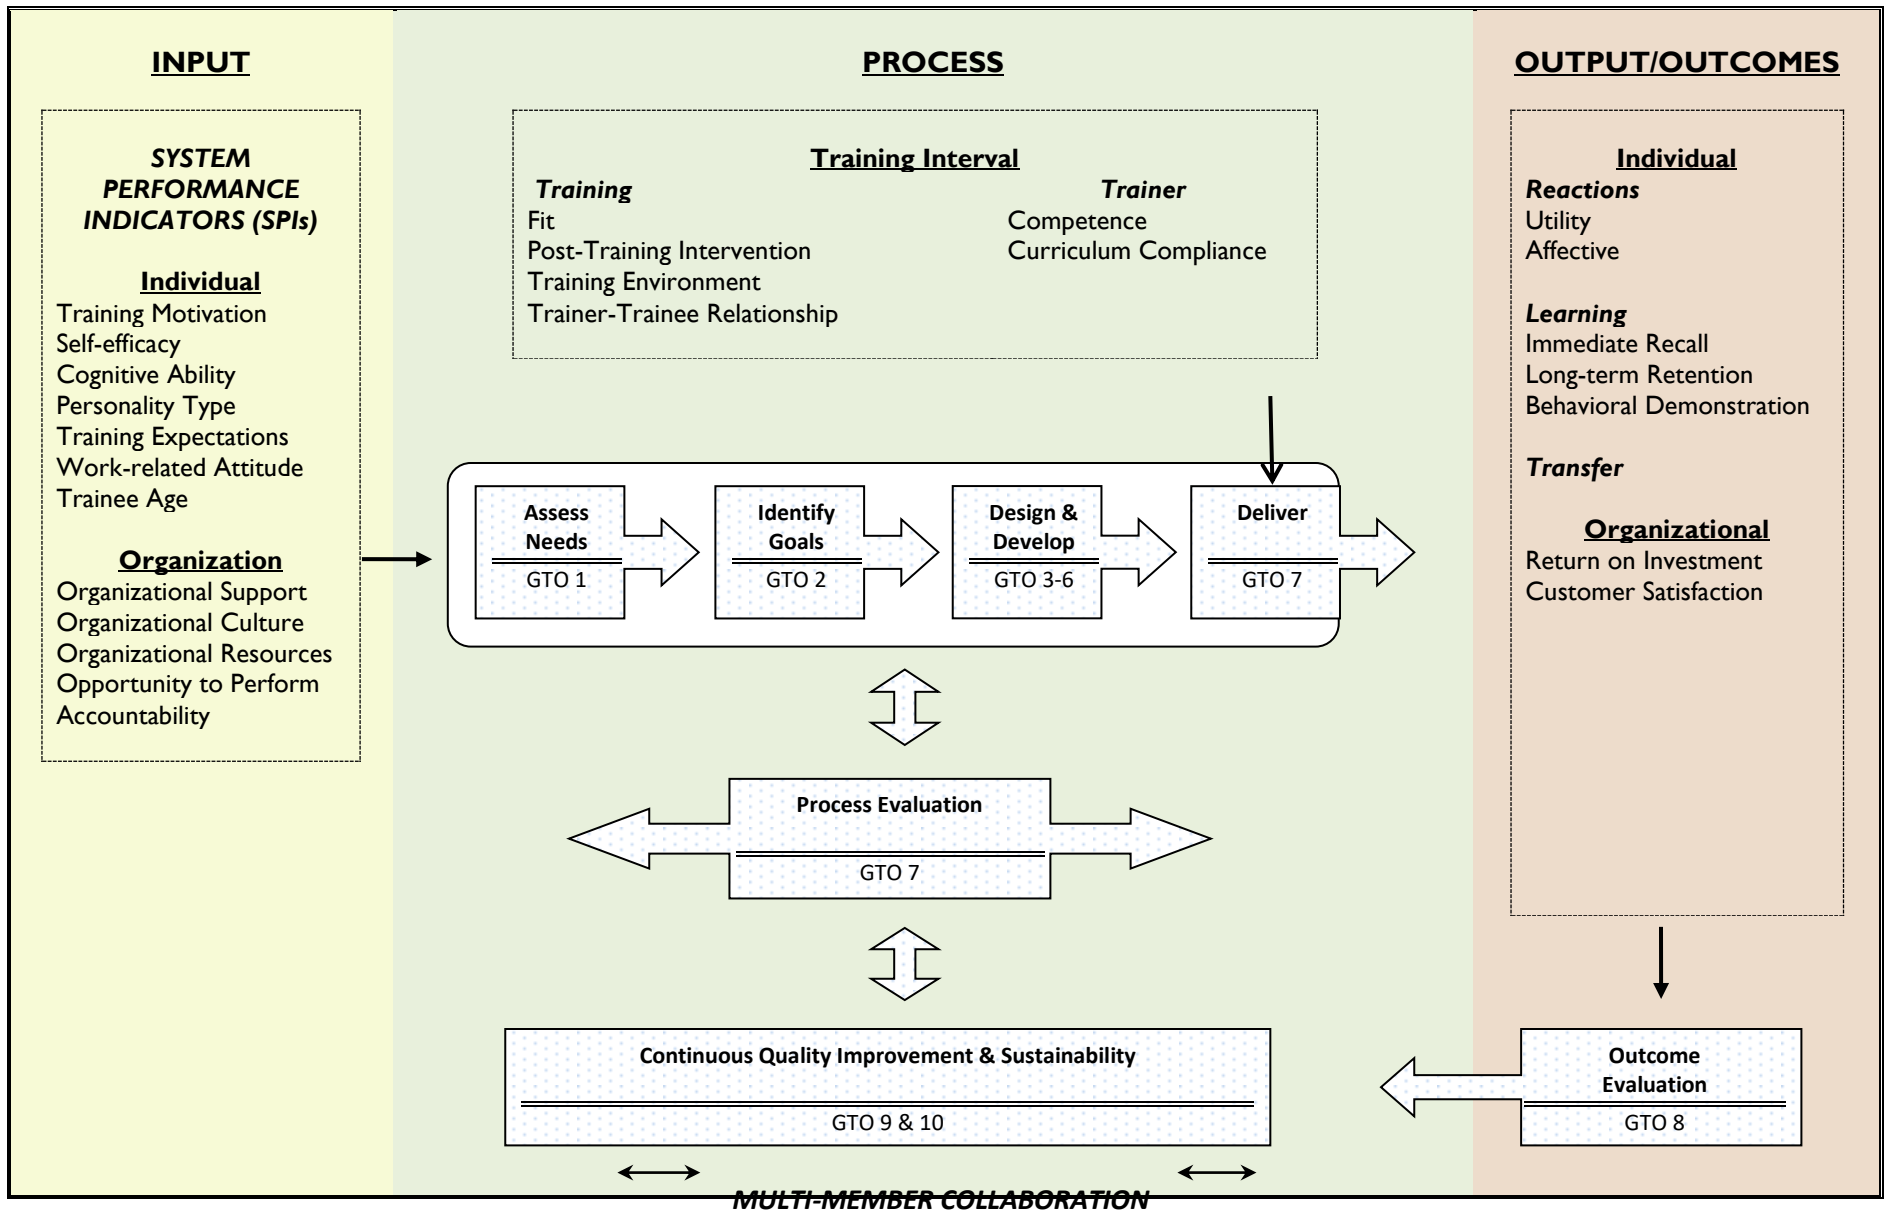 INPUT
SYSTEM
PERFORMANCE
INDICATORS (SPIs)
Individual
Training Motivation
Self-efficacy
Cognitive Ability
Personality Type
Training Expectations
Work-related Attitude
Trainee Age
Organization
Organizational Support
Organizational Culture
Organizational Resources
Opportunity to Perform
Accountability
PROCESS
Training Interval
Training
Fit
Post-Training Intervention
Training Environment
Trainer-Trainee Relationship
Trainer
Competence
Curriculum Compliance
Assess
Needs
GTO 1
Identify
Goals
GTO 2
Design &
Develop
GTO 3-6
Deliver
GTO 7
Process Evaluation
GTO 7
Continuous Quality Improvement & Sustainability
GTO 9 & 10
OUTPUT/OUTCOMES
Individual
Reactions
Utility
Affective
Learning
Immediate Recall
Long-term Retention
Behavioral Demonstration
Transfer
Organizational
Return on Investment
Customer Satisfaction
Outcome
Evaluation
GTO 8
MULTI-MEMBER COLLABORATION